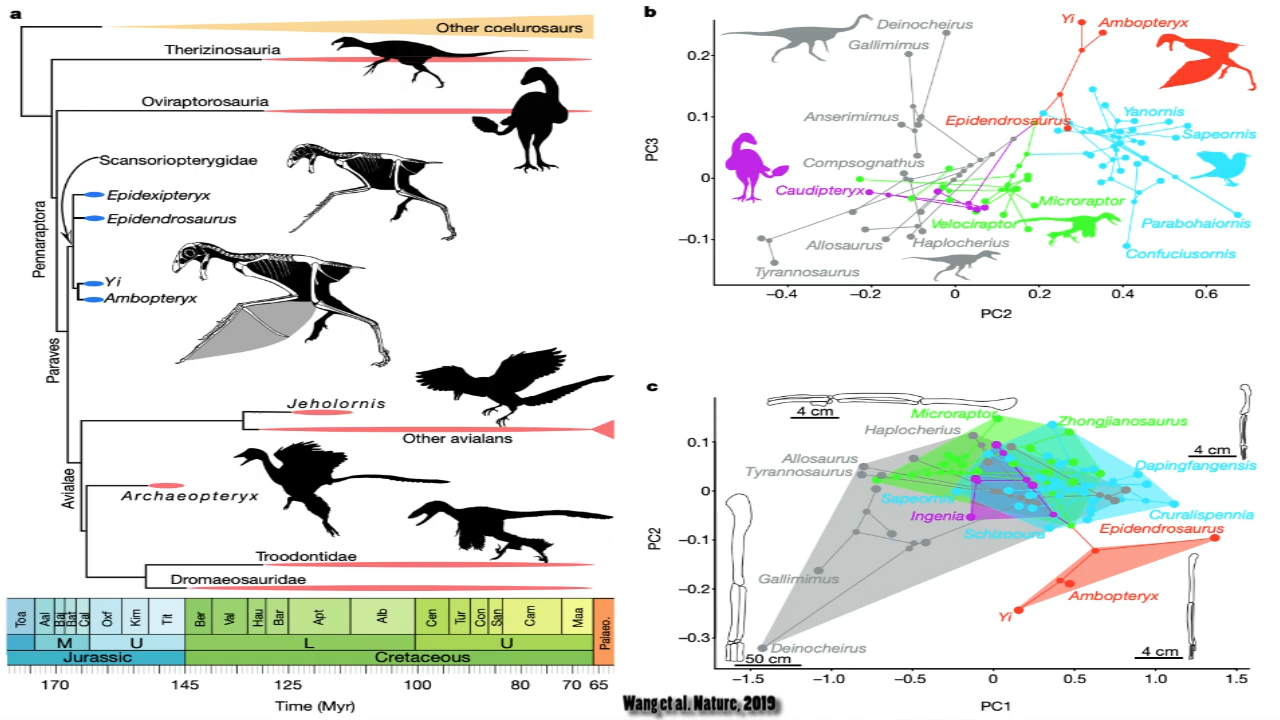 a
Other coelurosaurs
Therizinosauria
Oviraptorosauria
Scansoriopterygidae
Epidexipteryx
Epidendrosaurus
Pennaraptora
Yi
Ambopteryx
Paraves
Jeholornis
Other avialans
Avialae
Archaeopteryx
Troodontidae
Dromaeosauridae
Toa Aal Baj Bat Cal Oxf Kim Tit Ber Val Hau Bar Apt Alb Cen Tur Con San Cam Maa Palaeo.
M U L U
Jurassic Cretaceous
170 145 125 100 80 70 65
Time (Myr)
b
Deinocheirus
Gallimimus
Yi
Ambopteryx
0.2
Anserimimus
Epidendrosaurus
Yanornis
0.1
Sapeornis
PC3
Compsognathus
0
Caudipteryx
Microraptor
Velociraptor
Parabohaiornis
−0.1
Allosaurus
Haplocherius
Confuciusornis
Tyrannosaurus
−0.4 −0.2 0 0.2 0.4 0.6
PC2
c
4 cm
Microraptor
Zhongjianosaurus
Haplocherius
0.1
4 cm
Allosaurus
Tyrannosaurus
Dapingfangensis
0
Sapeornis
Ingenia
Cruralispennia
Schizooura
Epidendrosaurus
−0.1
PC2
Gallimimus
−0.2
Ambopteryx
Yi
−0.3
Deinocheirus
50 cm
4 cm
−1.5 −1.0 −0.5 0 0.5 1.0 1.5
PC1
Wang et al. Nature, 2019